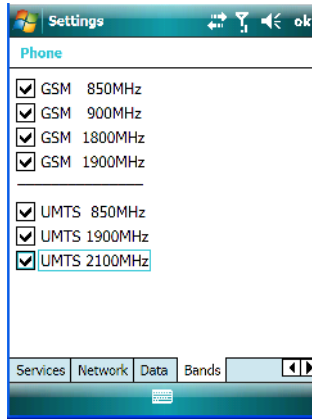 Settings ok
Phone
GSM 850MHz
GSM 900MHz
GSM 1800MHz
GSM 1900MHz
UMTS 850MHz
UMTS 1900MHz
UMTS 2100MHz
Services Network Data Bands